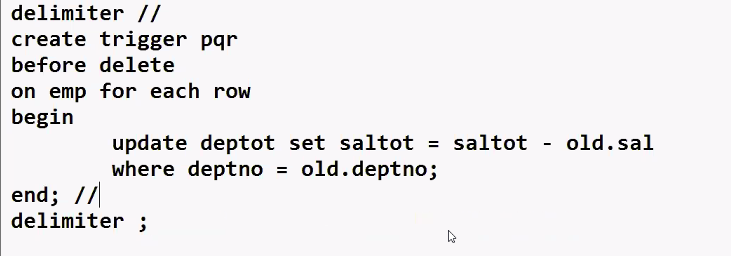 delimiter //
create trigger pqr
before delete
on emp for each row
begin
update deptot set saltot = saltot - old.sal
where deptno = old.deptno;
end; //
delimiter ;